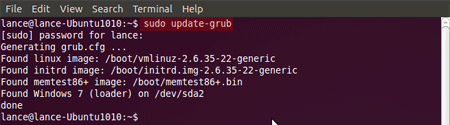 File Edit View Search Terminal Help
lance@lance-Ubuntu1010:~$ sudo update-grub
[sudo] password for lance:
Generating grub.cfg ...
Found linux image: /boot/vmlinuz-2.6.35-22-generic
Found initrd image: /boot/initrd.img-2.6.35-22-generic
Found memtest86+ image: /boot/memtest86+.bin
Found Windows 7 (loader) on /dev/sda2
done
lance@lance-Ubuntu1010:~$